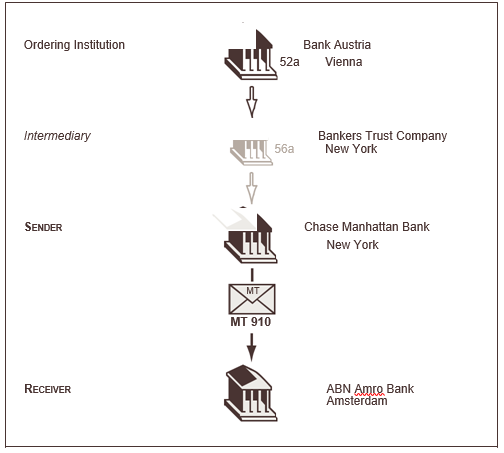 Ordering Institution
Bank Austria
52a Vienna
Intermediary
Bankers Trust Company
56a New York
SENDER
Chase Manhattan Bank
New York
MT
MT 910
RECEIVER
ABN Amro Bank
Amsterdam